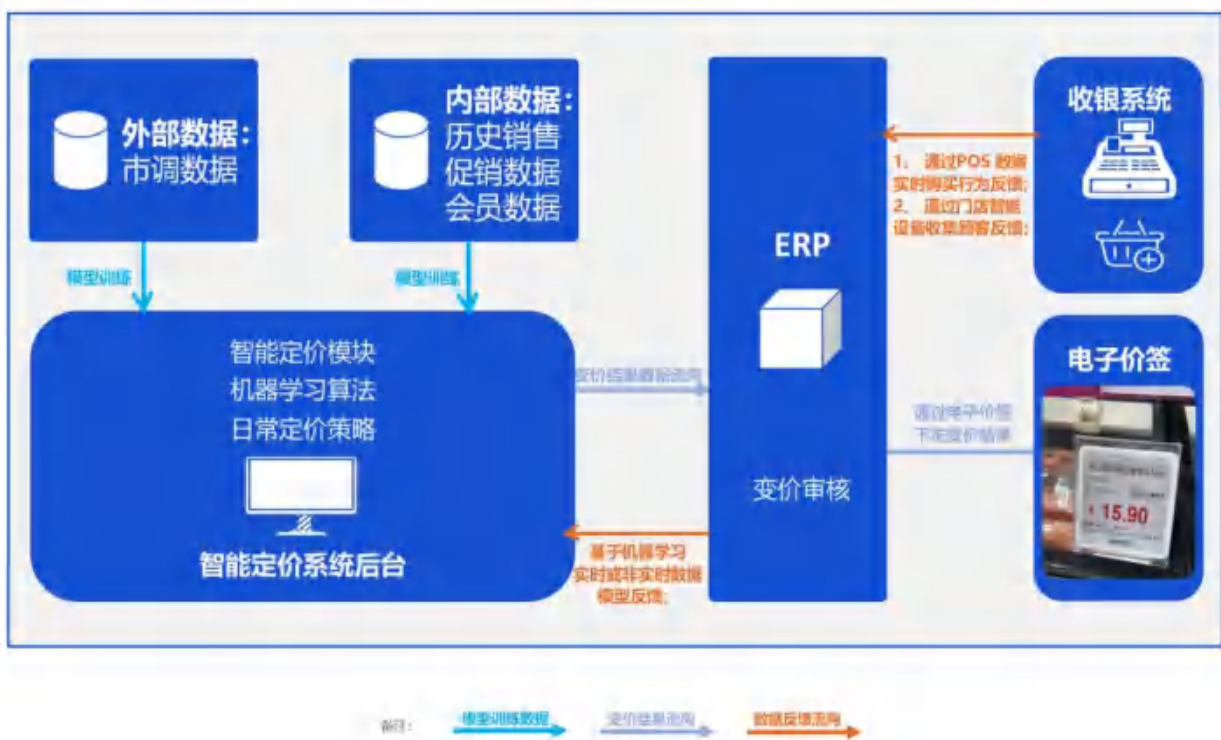 外部数据：
市调数据
内部数据：
历史销售
促销数据
会员数据
模型训练
模型训练
智能定价模块
机器学习算法
日常定价策略
智能定价系统后台
变价结果数据流向
基于机器学习
实时或非实时数据
模型反馈；
ERP
变价审核
1、 通过POS 数据
实时购买行为反馈；
2、 通过门店智能
设备收集顾客反馈；
收银系统
通过电子价签
下发变价结果
电子价签
¥ 15.90
备注：
模型训练数据
变价结果流向
数据反馈流向